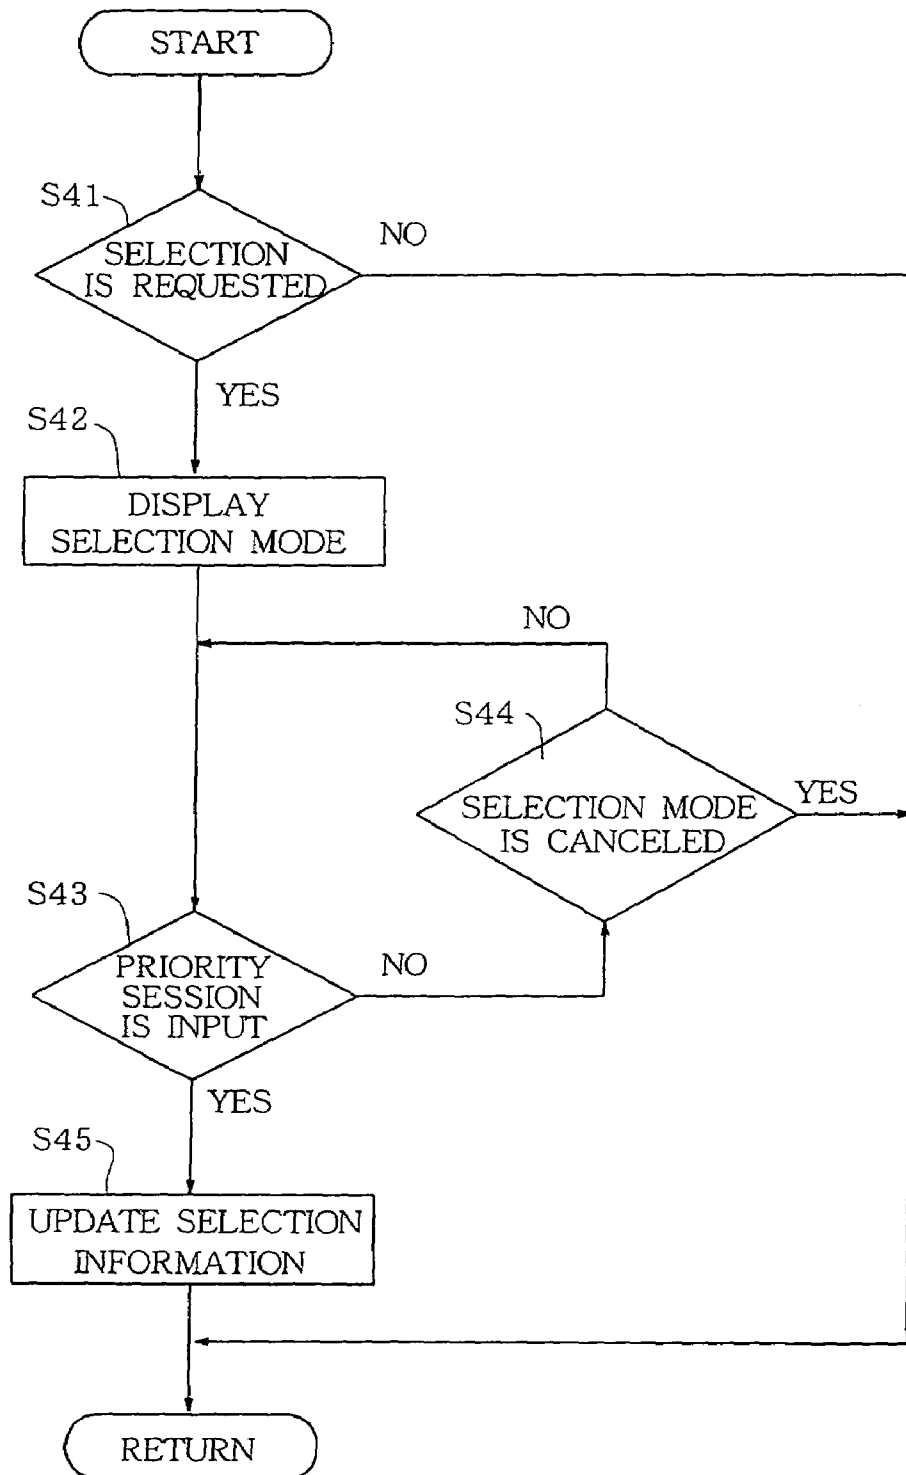 START
S41
NO
SELECTION
IS REQUESTED
YES
S42
DISPLAY
SELECTION MODE
NO
S44
YES
SELECTION MODE
IS CANCELED
S43
NO
PRIORITY
SESSION
IS INPUT
YES
S45
UPDATE SELECTION
INFORMATION
RETURN